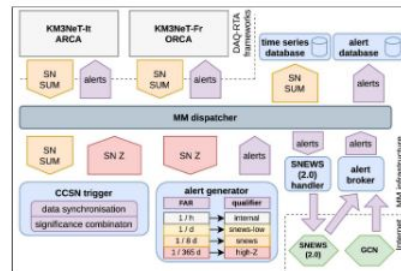 KM3NeT-It
ARCA
KM3NeT-Fr
ORCA
DAQ-RTA
frameworks
time series
database
alert
database
SN
SUM
alerts
SN
SUM
alerts
SN
SUM
alerts
MM dispatcher
SN
SUM
SN Z
SN Z
alerts
alerts
alerts
SNEWS
(2.0)
handler
alert
broker
MM infrastructure
CCSN trigger
data synchronisation
significance combinaton
alert generator
FAR
qualifier
1 / h
internal
1 / d
snews-low
1 / 8 d
snews
1 / 365 d
high-Z
Internet
SNEWS
(2.0)
GCN